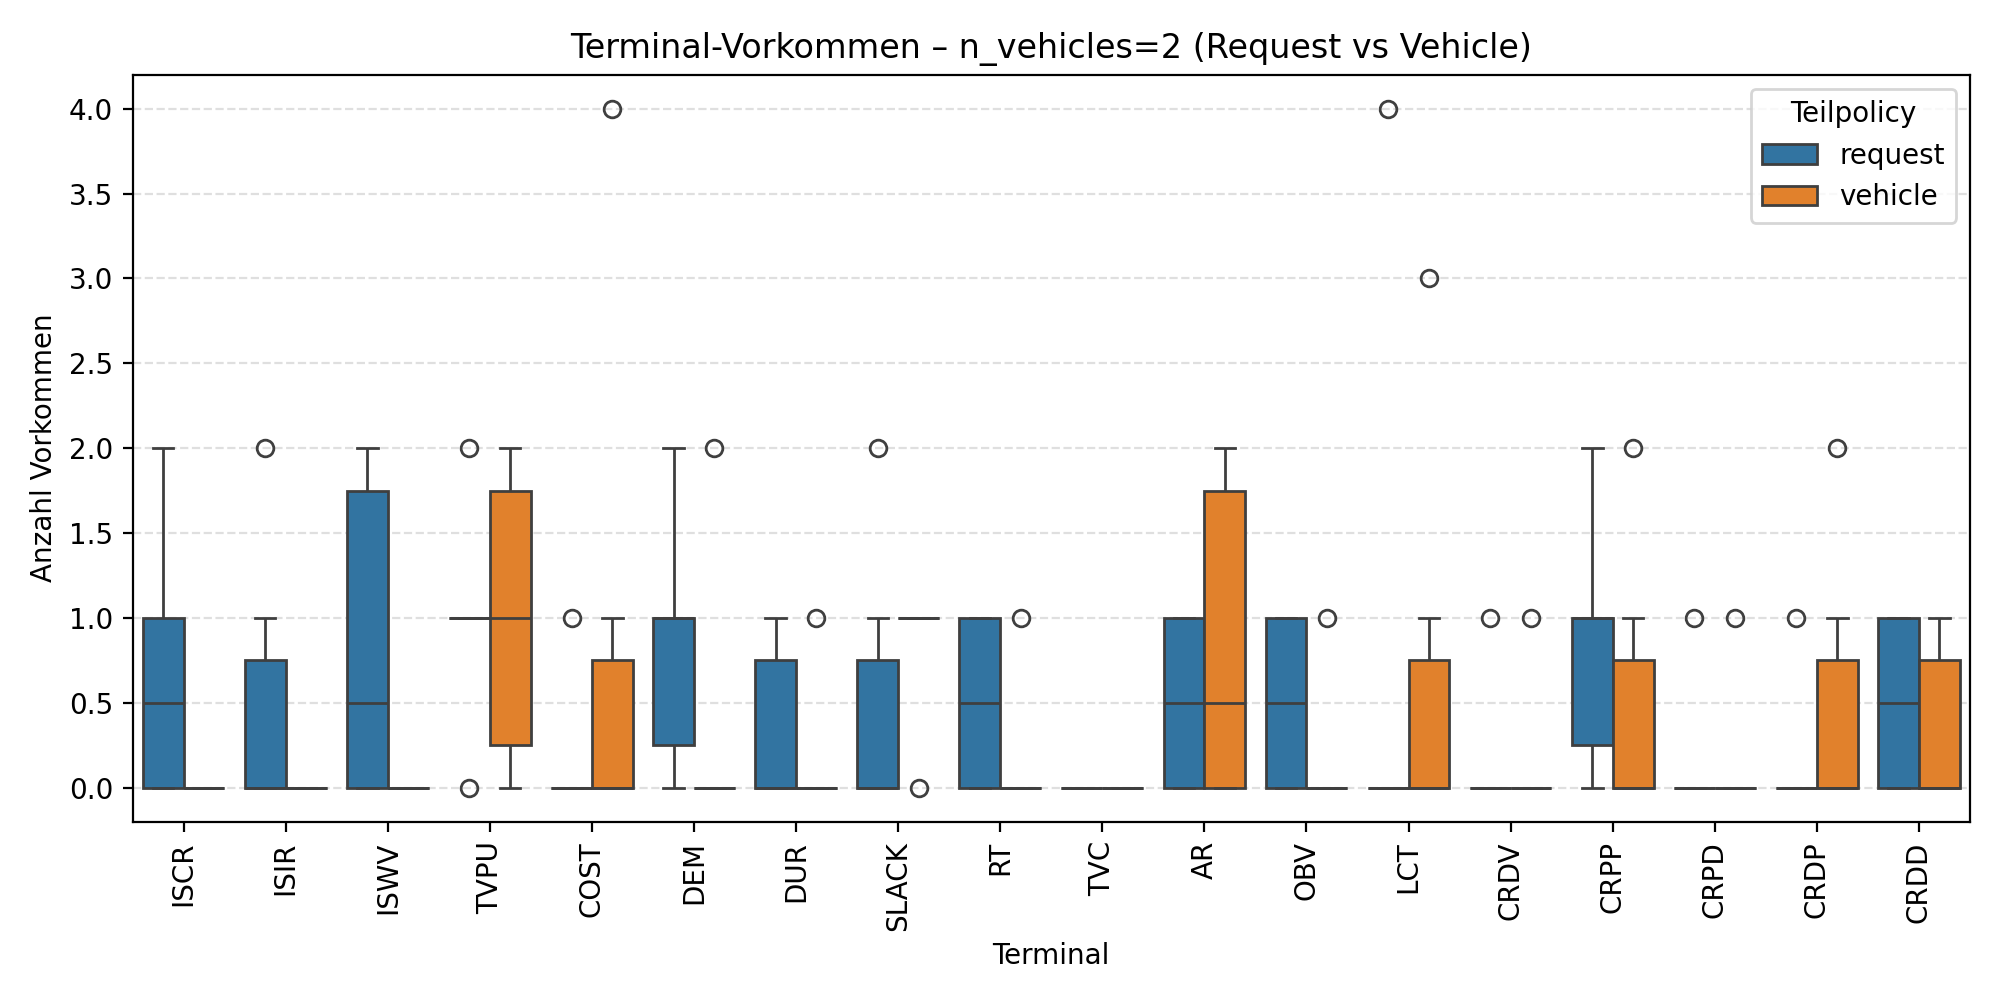 Terminal-Vorkommen – n_vehicles=2 (Request vs Vehicle)
Teilpolicy
request
vehicle
Anzahl Vorkommen
4.0
3.5
3.0
2.5
2.0
1.5
1.0
0.5
0.0
ISCR
ISIR
ISWV
TVPU
COST
DEM
DUR
SLACK
RT
TVC
AR
OBV
LCT
CRDV
CRPP
CRPD
CRDP
CRDD
Terminal